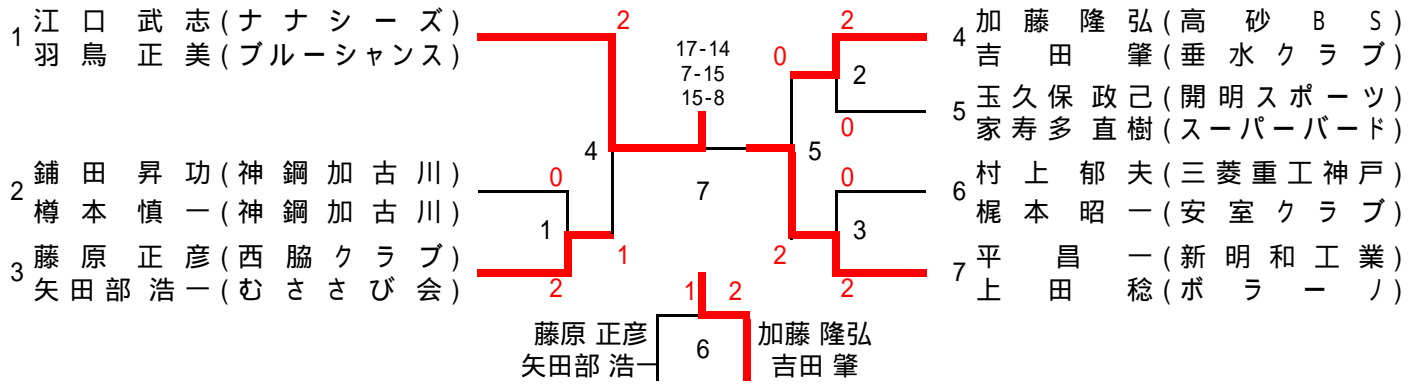 1 江口 武志(ナナシーズ)
羽鳥 正美(ブルーシャンス)
2 鋪田 昇功(神鋼加古川)
樽本 慎一(神鋼加古川)
3 藤原 正彦(西脇クラブ)
矢田部 浩一(むささび会)
2
17-14
7-15
15-8
4
0
1
1
2
7
0
2
2
0
5
0
3
2
2
4 加藤 隆弘(高砂BS)
吉田 肇(垂水クラブ)
5 玉久保 政己(開明スポーツ)
家寿多 直樹(スーパーバード)
6 村上 郁夫(三菱重工神戸)
梶本 昭一(安室クラブ)
7 平 昌一(新明和工業)
上田 稔(ボラーノ)
1 2
藤原 正彦 加藤 隆弘
6
矢田部 浩一 吉田 肇